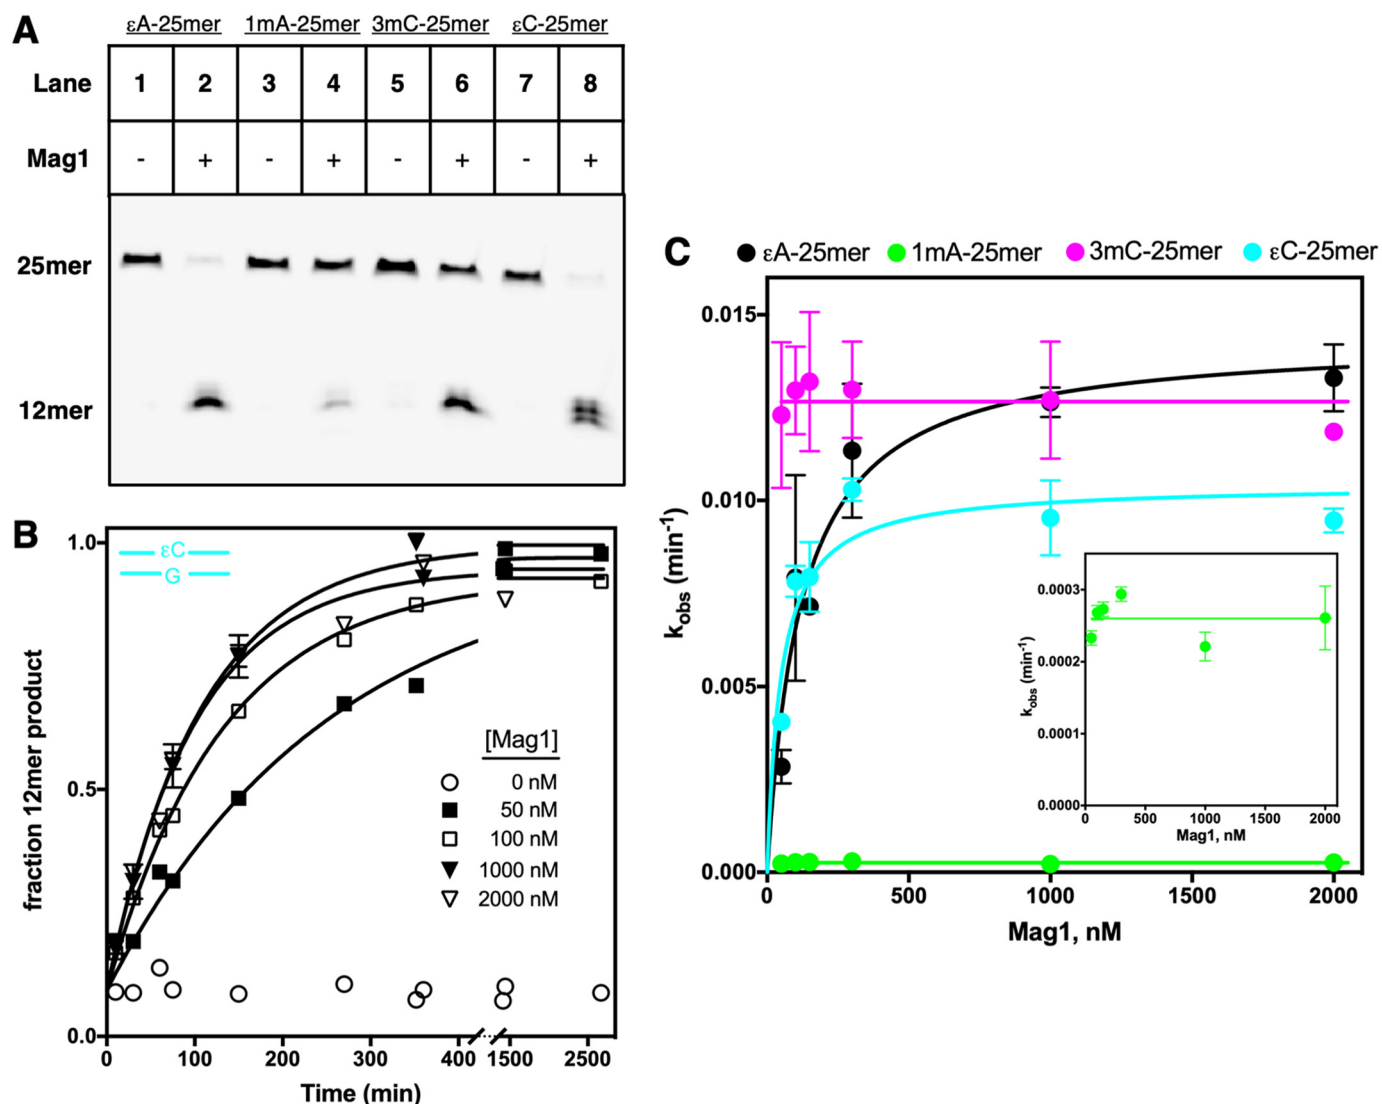 A
εA-25mer 1mA-25mer 3mC-25mer εC-25mer
Lane 1 2 3 4 5 6 7 8
Mag1 - + - + - + - +
25mer
12mer
B
εC
G
fraction 12mer product
1.0
0.5
0.0
[Mag1]
0 nM
50 nM
100 nM
1000 nM
2000 nM
0 100 200 300 400 1500 2500
Time (min)
C
εA-25mer 1mA-25mer 3mC-25mer εC-25mer
kobs (min-1)
0.015
0.010
0.005
0.000
0 500 1000 1500 2000
Mag1, nM
kobs (min-1)
0.0003
0.0002
0.0001
0.0000
0 500 1000 1500 2000
Mag1, nM